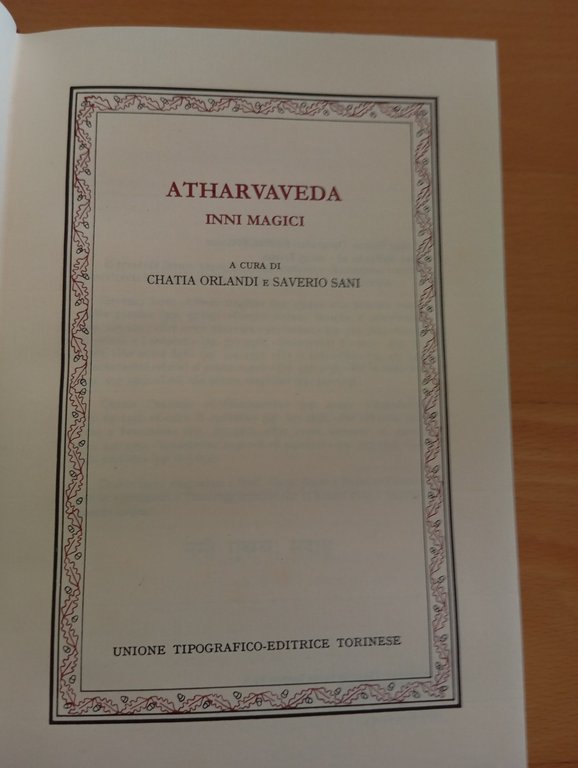 ATHARVAVEDA
INNI MAGICI
A CURA DI
CHATIA ORLANDI E SAVERIO SANI
UNIONE TIPOGRAFICO-EDITRICE TORINESE